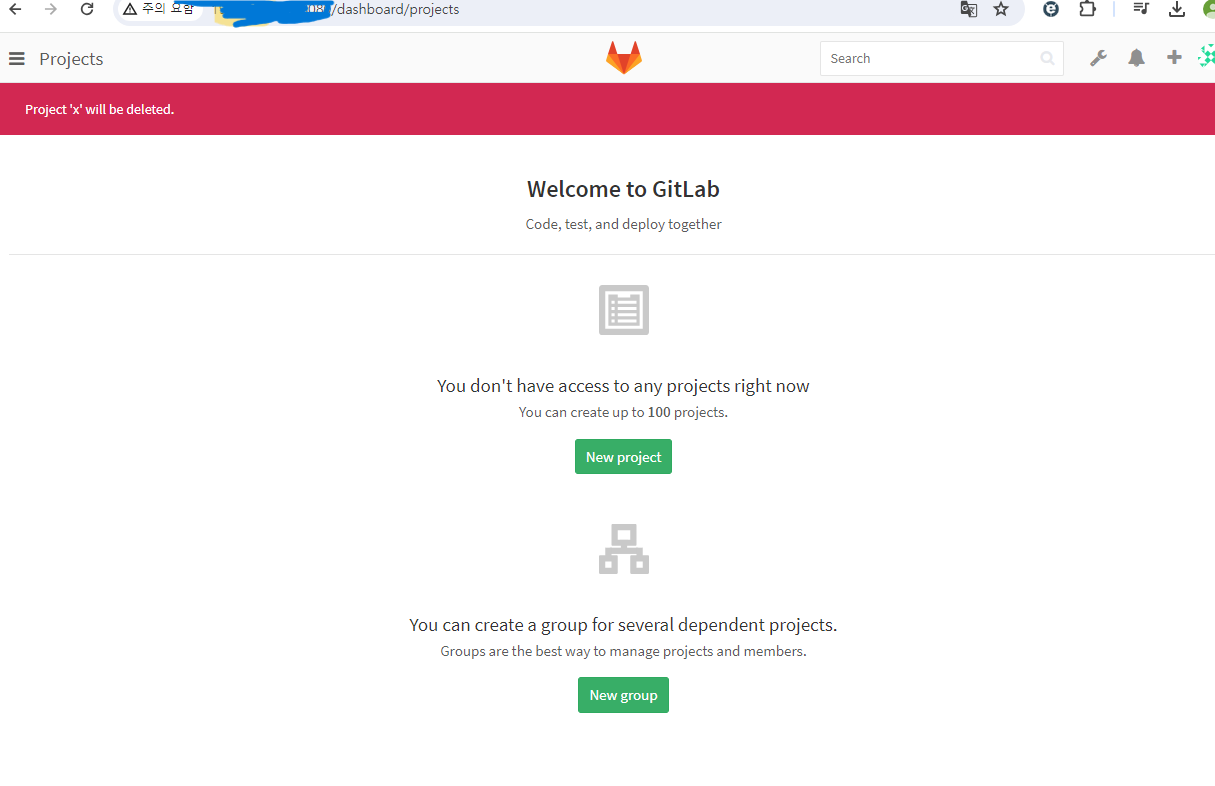 주의 요함
/dashboard/projects
Projects
Search
Project 'x' will be deleted.
Welcome to GitLab
Code, test, and deploy together
You don't have access to any projects right now
You can create up to 100 projects.
New project
You can create a group for several dependent projects.
Groups are the best way to manage projects and members.
New group